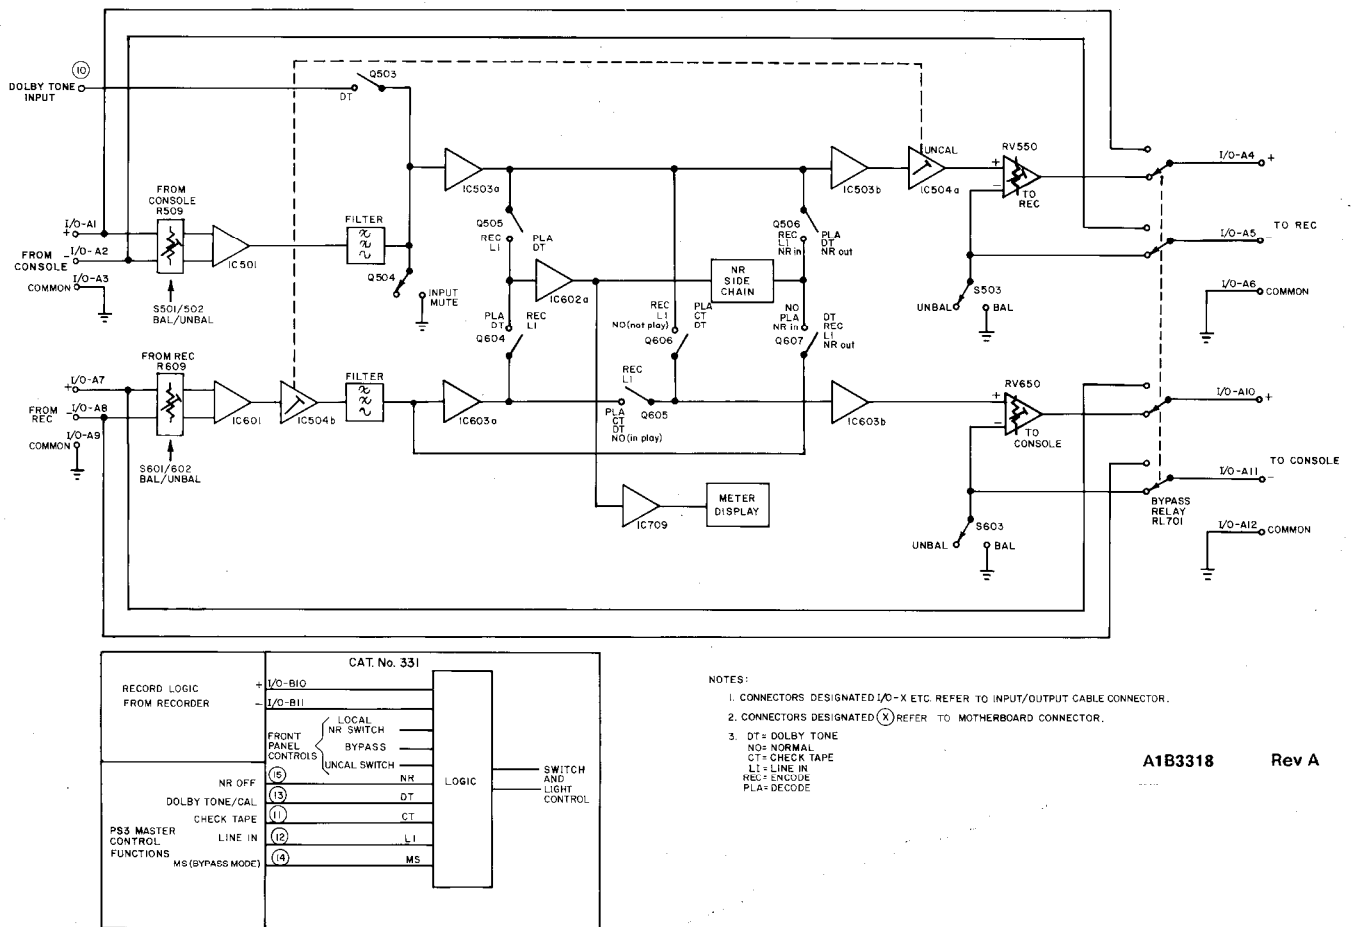 10
DOLBY TONE
INPUT
Q503
DT
FROM
CONSOLE
R509
I/O-A1
+
I/O-A2
FROM -
CONSOLE
I/O-A3
COMMON
S501/502
BAL/UNBAL
IC501
FILTER
Q504
INPUT
MUTE
IC503a
Q505
REC
LI
PLA
DT
IC602a
PLA
DT
Q604
REC
LI
REC
LI
NO(not play)
PLA
CT
DT
Q606
NR
SIDE
CHAIN
Q506
REC
LI
NR in
PLA
DT
NR out
NO
PLA
NR in
Q607
DT
REC
LI
NR out
IC503b
UNCAL
IC504a
RV550
+
-
TO
REC
S503
UNBAL
BAL
I/O-A4
+
TO REC
I/O-A5
-
I/O-A6
COMMON
FROM REC
R609
I/O-A7
+
FROM
REC
-
I/O-A8
I/O-A9
COMMON
S601/602
BAL/UNBAL
IC601
IC504b
FILTER
IC603a
REC
LI
Q605
PLA
CT
DT
NO(in play)
IC603b
RV650
+
-
TO
CONSOLE
S603
UNBAL
BAL
I/O-A10
+
TO CONSOLE
I/O-A11
-
BYPASS
RELAY
RL701
I/O-A12
COMMON
IC709
METER
DISPLAY
CAT. No. 331
RECORD LOGIC
FROM RECORDER
+ I/O-B10
- I/O-B11
FRONT
PANEL
CONTROLS
LOCAL
NR SWITCH
BYPASS
UNCAL SWITCH
PS3 MASTER
CONTROL
FUNCTIONS
NR OFF 15 NR
DOLBY TONE/CAL 13 DT
CHECK TAPE 11 CT
LINE IN 12 LI
MS(BYPASS MODE) 14 MS
LOGIC
SWITCH
AND
LIGHT
CONTROL
NOTES:
1. CONNECTORS DESIGNATED I/O-X ETC. REFER TO INPUT/OUTPUT CABLE CONNECTOR.
2. CONNECTORS DESIGNATED X REFER TO MOTHERBOARD CONNECTOR.
3. DT= DOLBY TONE
NO= NORMAL
CT= CHECK TAPE
LI= LINE IN
REC= ENCODE
PLA= DECODE
A1B3318 Rev A